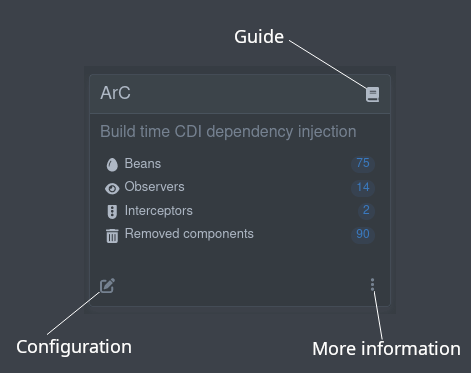 Guide
ArC
Build time CDI dependency injection
Beans 75
Observers 14
Interceptors 2
Removed components 90
Configuration
More information